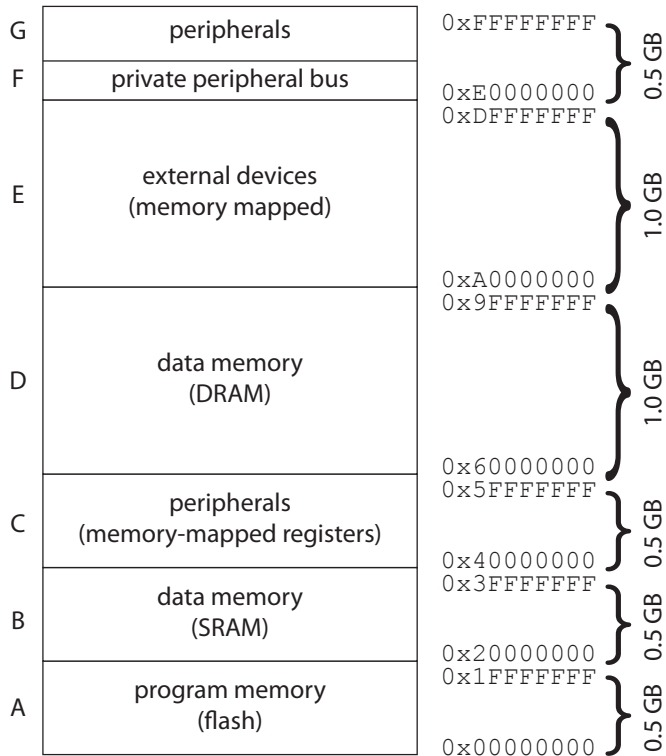 G
peripherals
0xFFFFFFFF
0.5 GB
F
private peripheral bus
0xE0000000
0xDFFFFFFF
E
external devices
(memory mapped)
1.0 GB
0xA0000000
0x9FFFFFFF
D
data memory
(DRAM)
1.0 GB
0x60000000
0x5FFFFFFF
C
peripherals
(memory-mapped registers)
0.5 GB
0x40000000
0x3FFFFFFF
B
data memory
(SRAM)
0.5 GB
0x20000000
0x1FFFFFFF
A
program memory
(flash)
0.5 GB
0x00000000